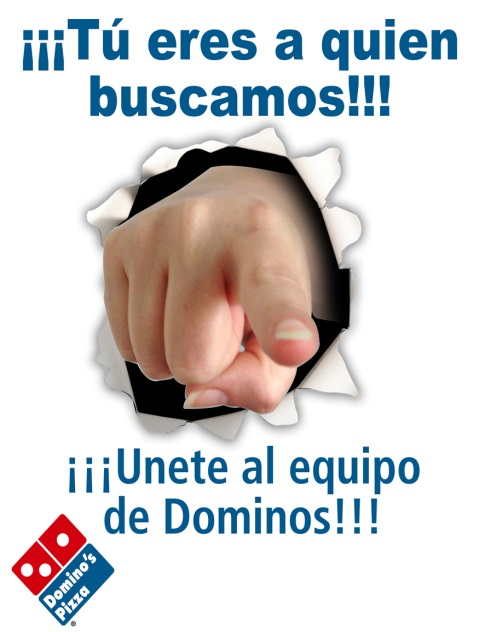 ¡¡¡Tú eres a quien
buscamos!!!
¡¡¡Unete al equipo
de Dominos!!!
Domino's
Pizza
®